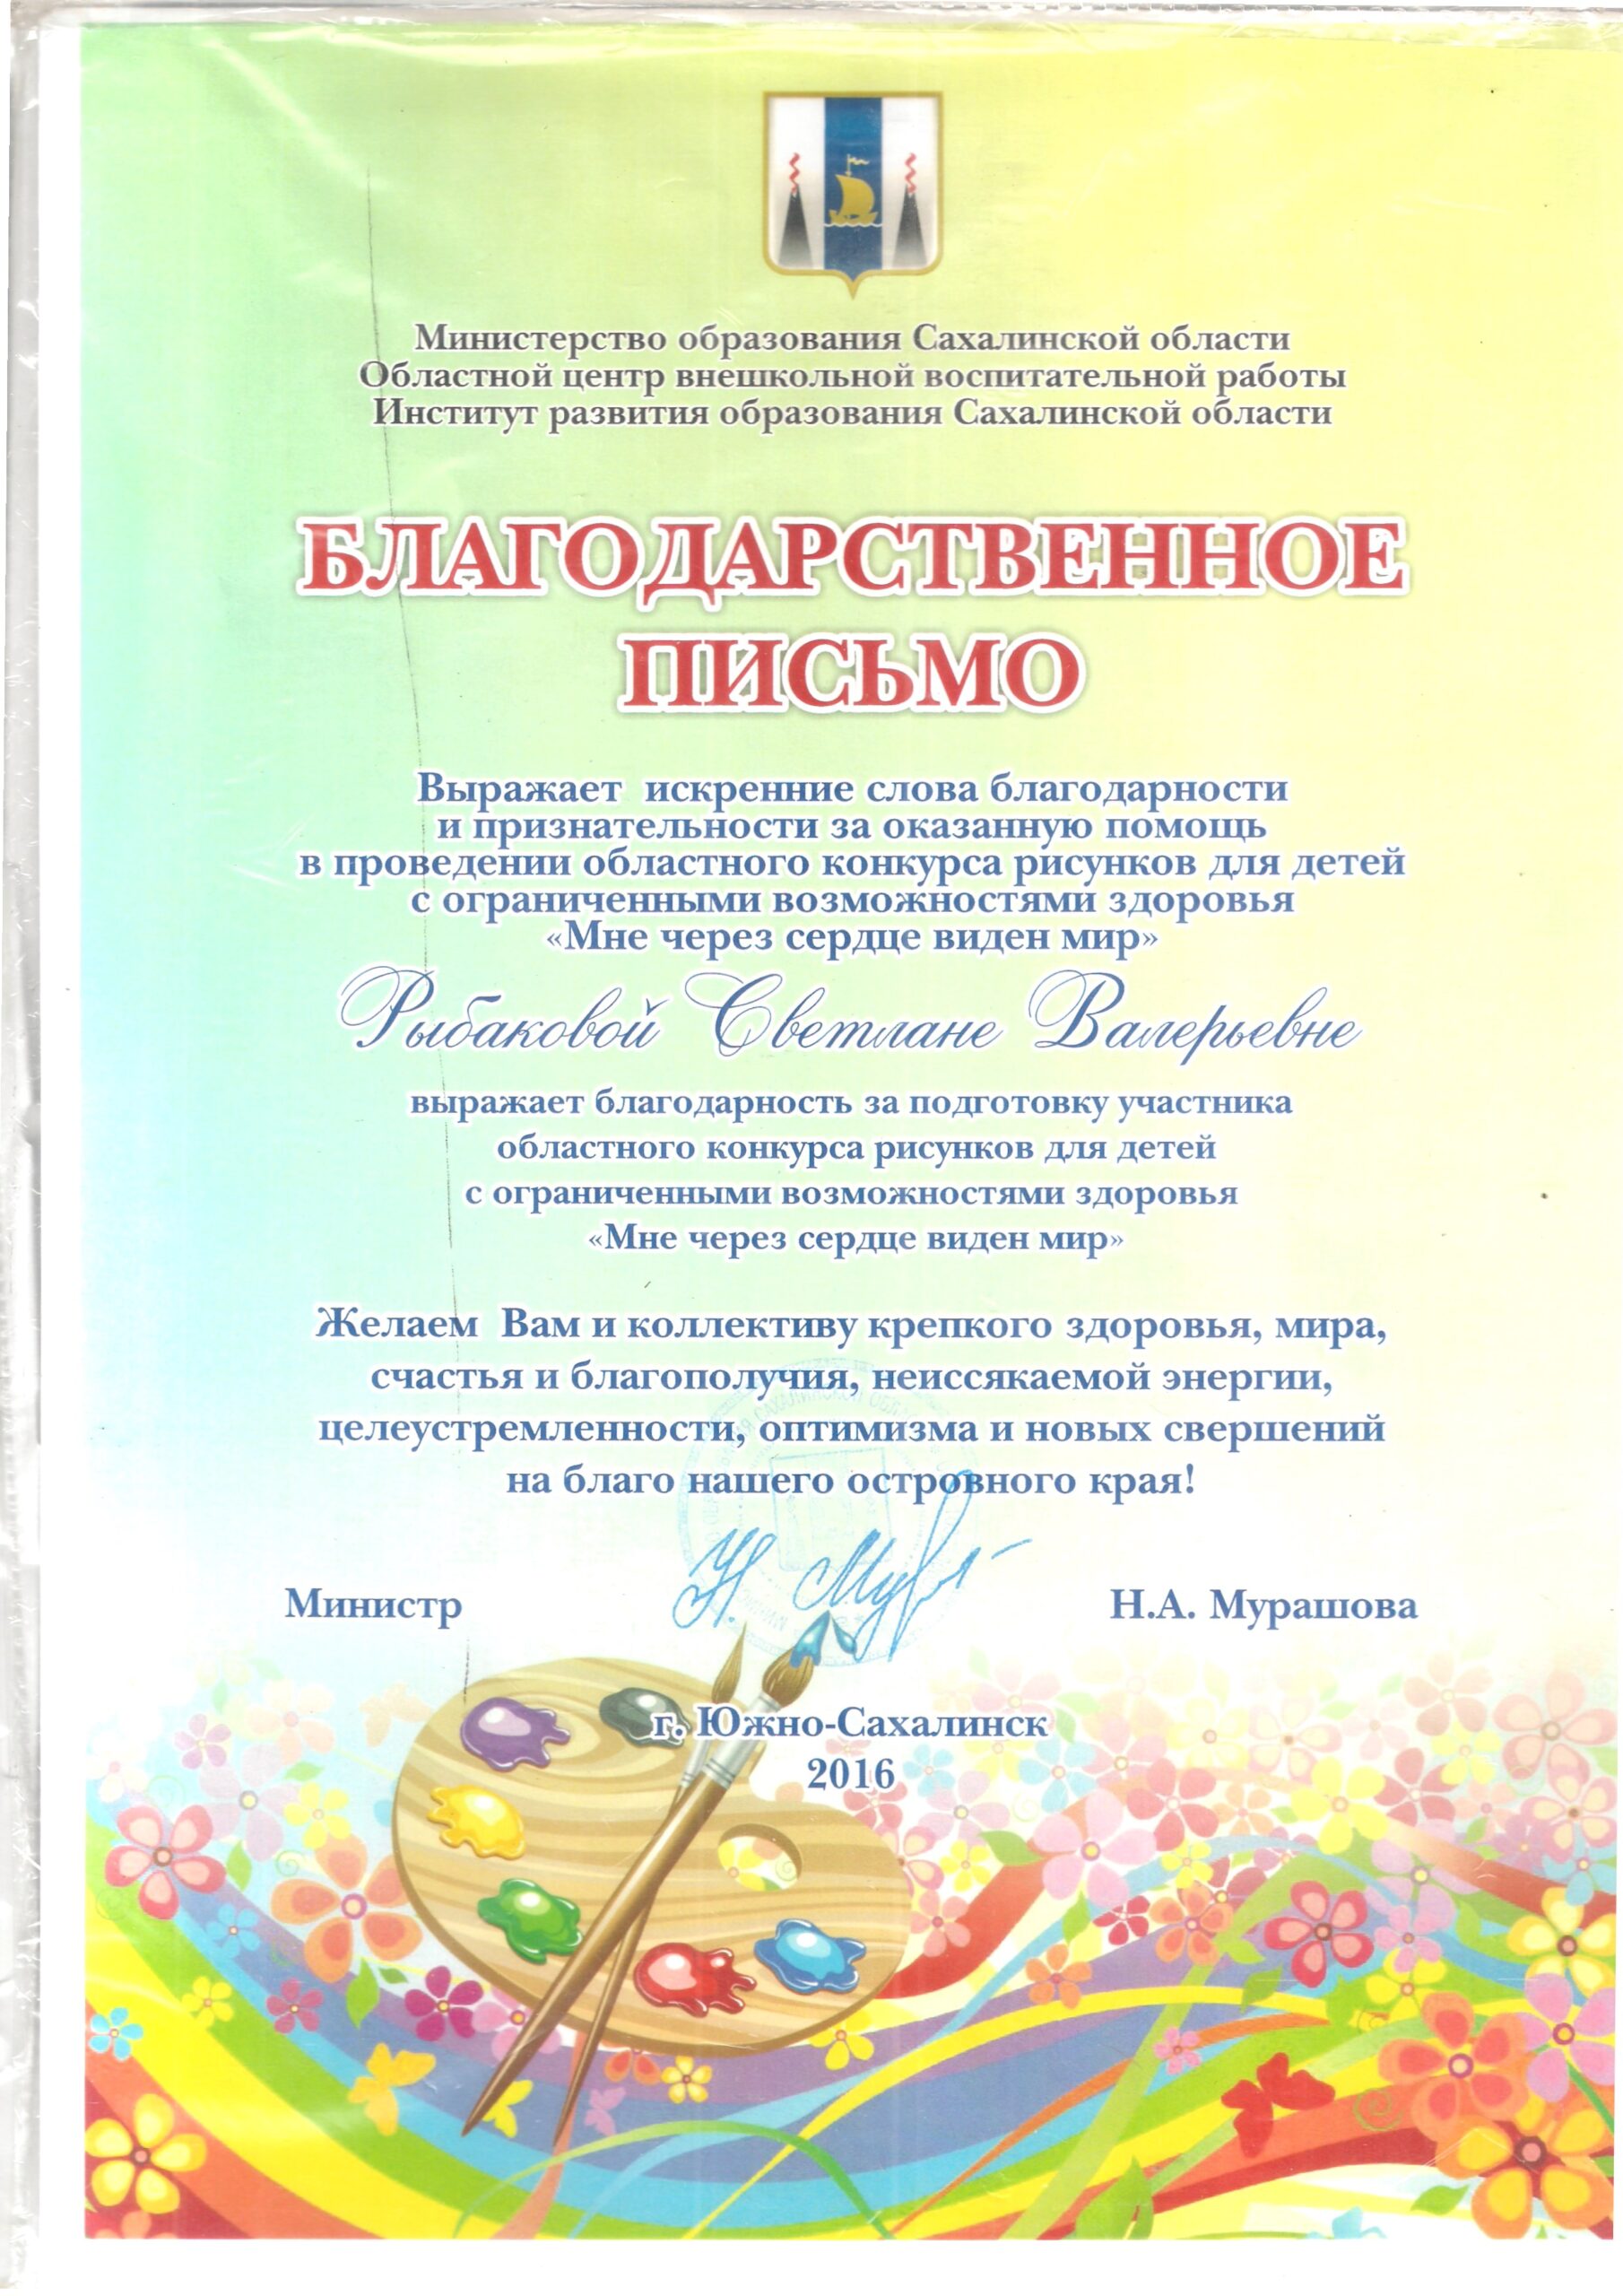 Министерство образования Сахалинской области
Областной центр внешкольной воспитательной работы
Институт развития образования Сахалинской области
БЛАГОДАРСТВЕННОЕ
ПИСЬМО
Выражает искренние слова благодарности
и признательности за оказанную помощь
в проведении областного конкурса рисунков для детей
с ограниченными возможностями здоровья
«Мне через сердце виден мир»
Рыбаковой Светлане Валерьевне
выражает благодарность за подготовку участника
областного конкурса рисунков для детей
с ограниченными возможностями здоровья
«Мне через сердце виден мир»
Желаем Вам и коллективу крепкого здоровья, мира,
счастья и благополучия, неиссякаемой энергии,
целеустремленности, оптимизма и новых свершений
на благо нашего островного края!
Министр
Н.А. Мурашова
г. Южно-Сахалинск
2016